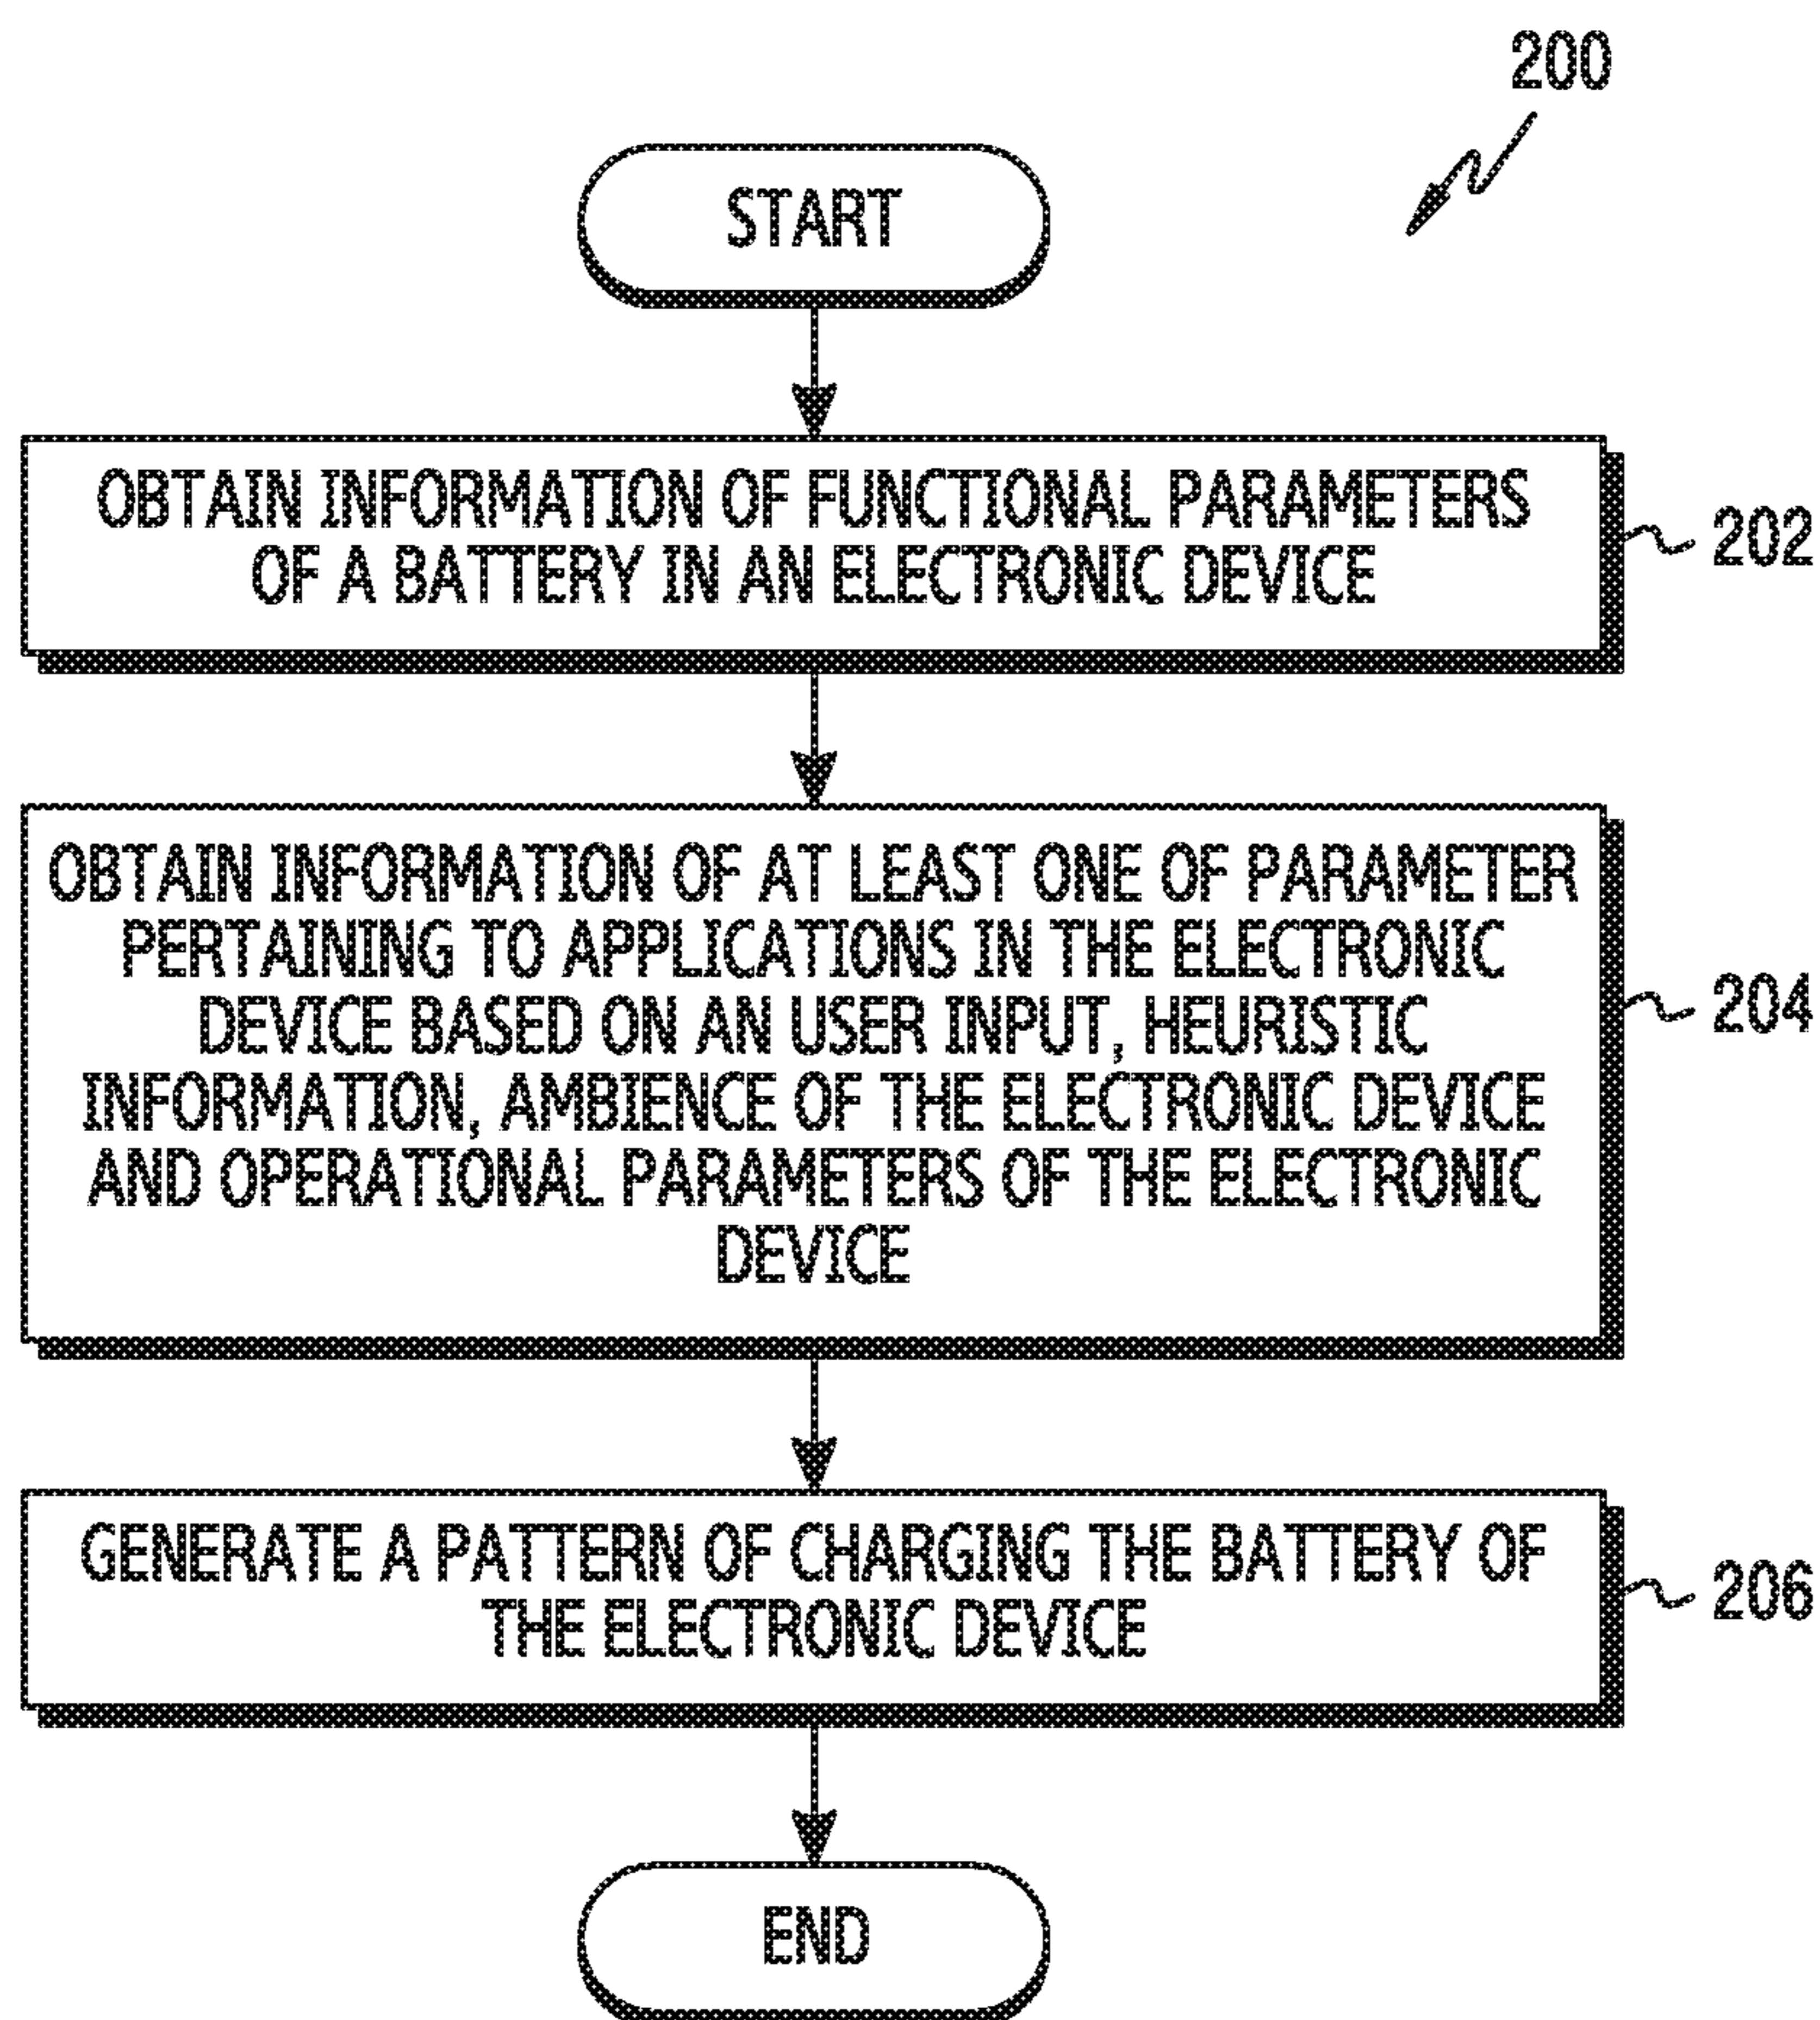 200
START
OBTAIN INFORMATION OF FUNCTIONAL PARAMETERS
OF A BATTERY IN AN ELECTRONIC DEVICE
202
OBTAIN INFORMATION OF AT LEAST ONE OF PARAMETER
PERTAINING TO APPLICATIONS IN THE ELECTRONIC
DEVICE BASED ON AN USER INPUT, HEURISTIC
INFORMATION, AMBIENCE OF THE ELECTRONIC DEVICE
AND OPERATIONAL PARAMETERS OF THE ELECTRONIC
DEVICE
204
GENERATE A PATTERN OF CHARGING THE BATTERY OF
THE ELECTRONIC DEVICE
206
END